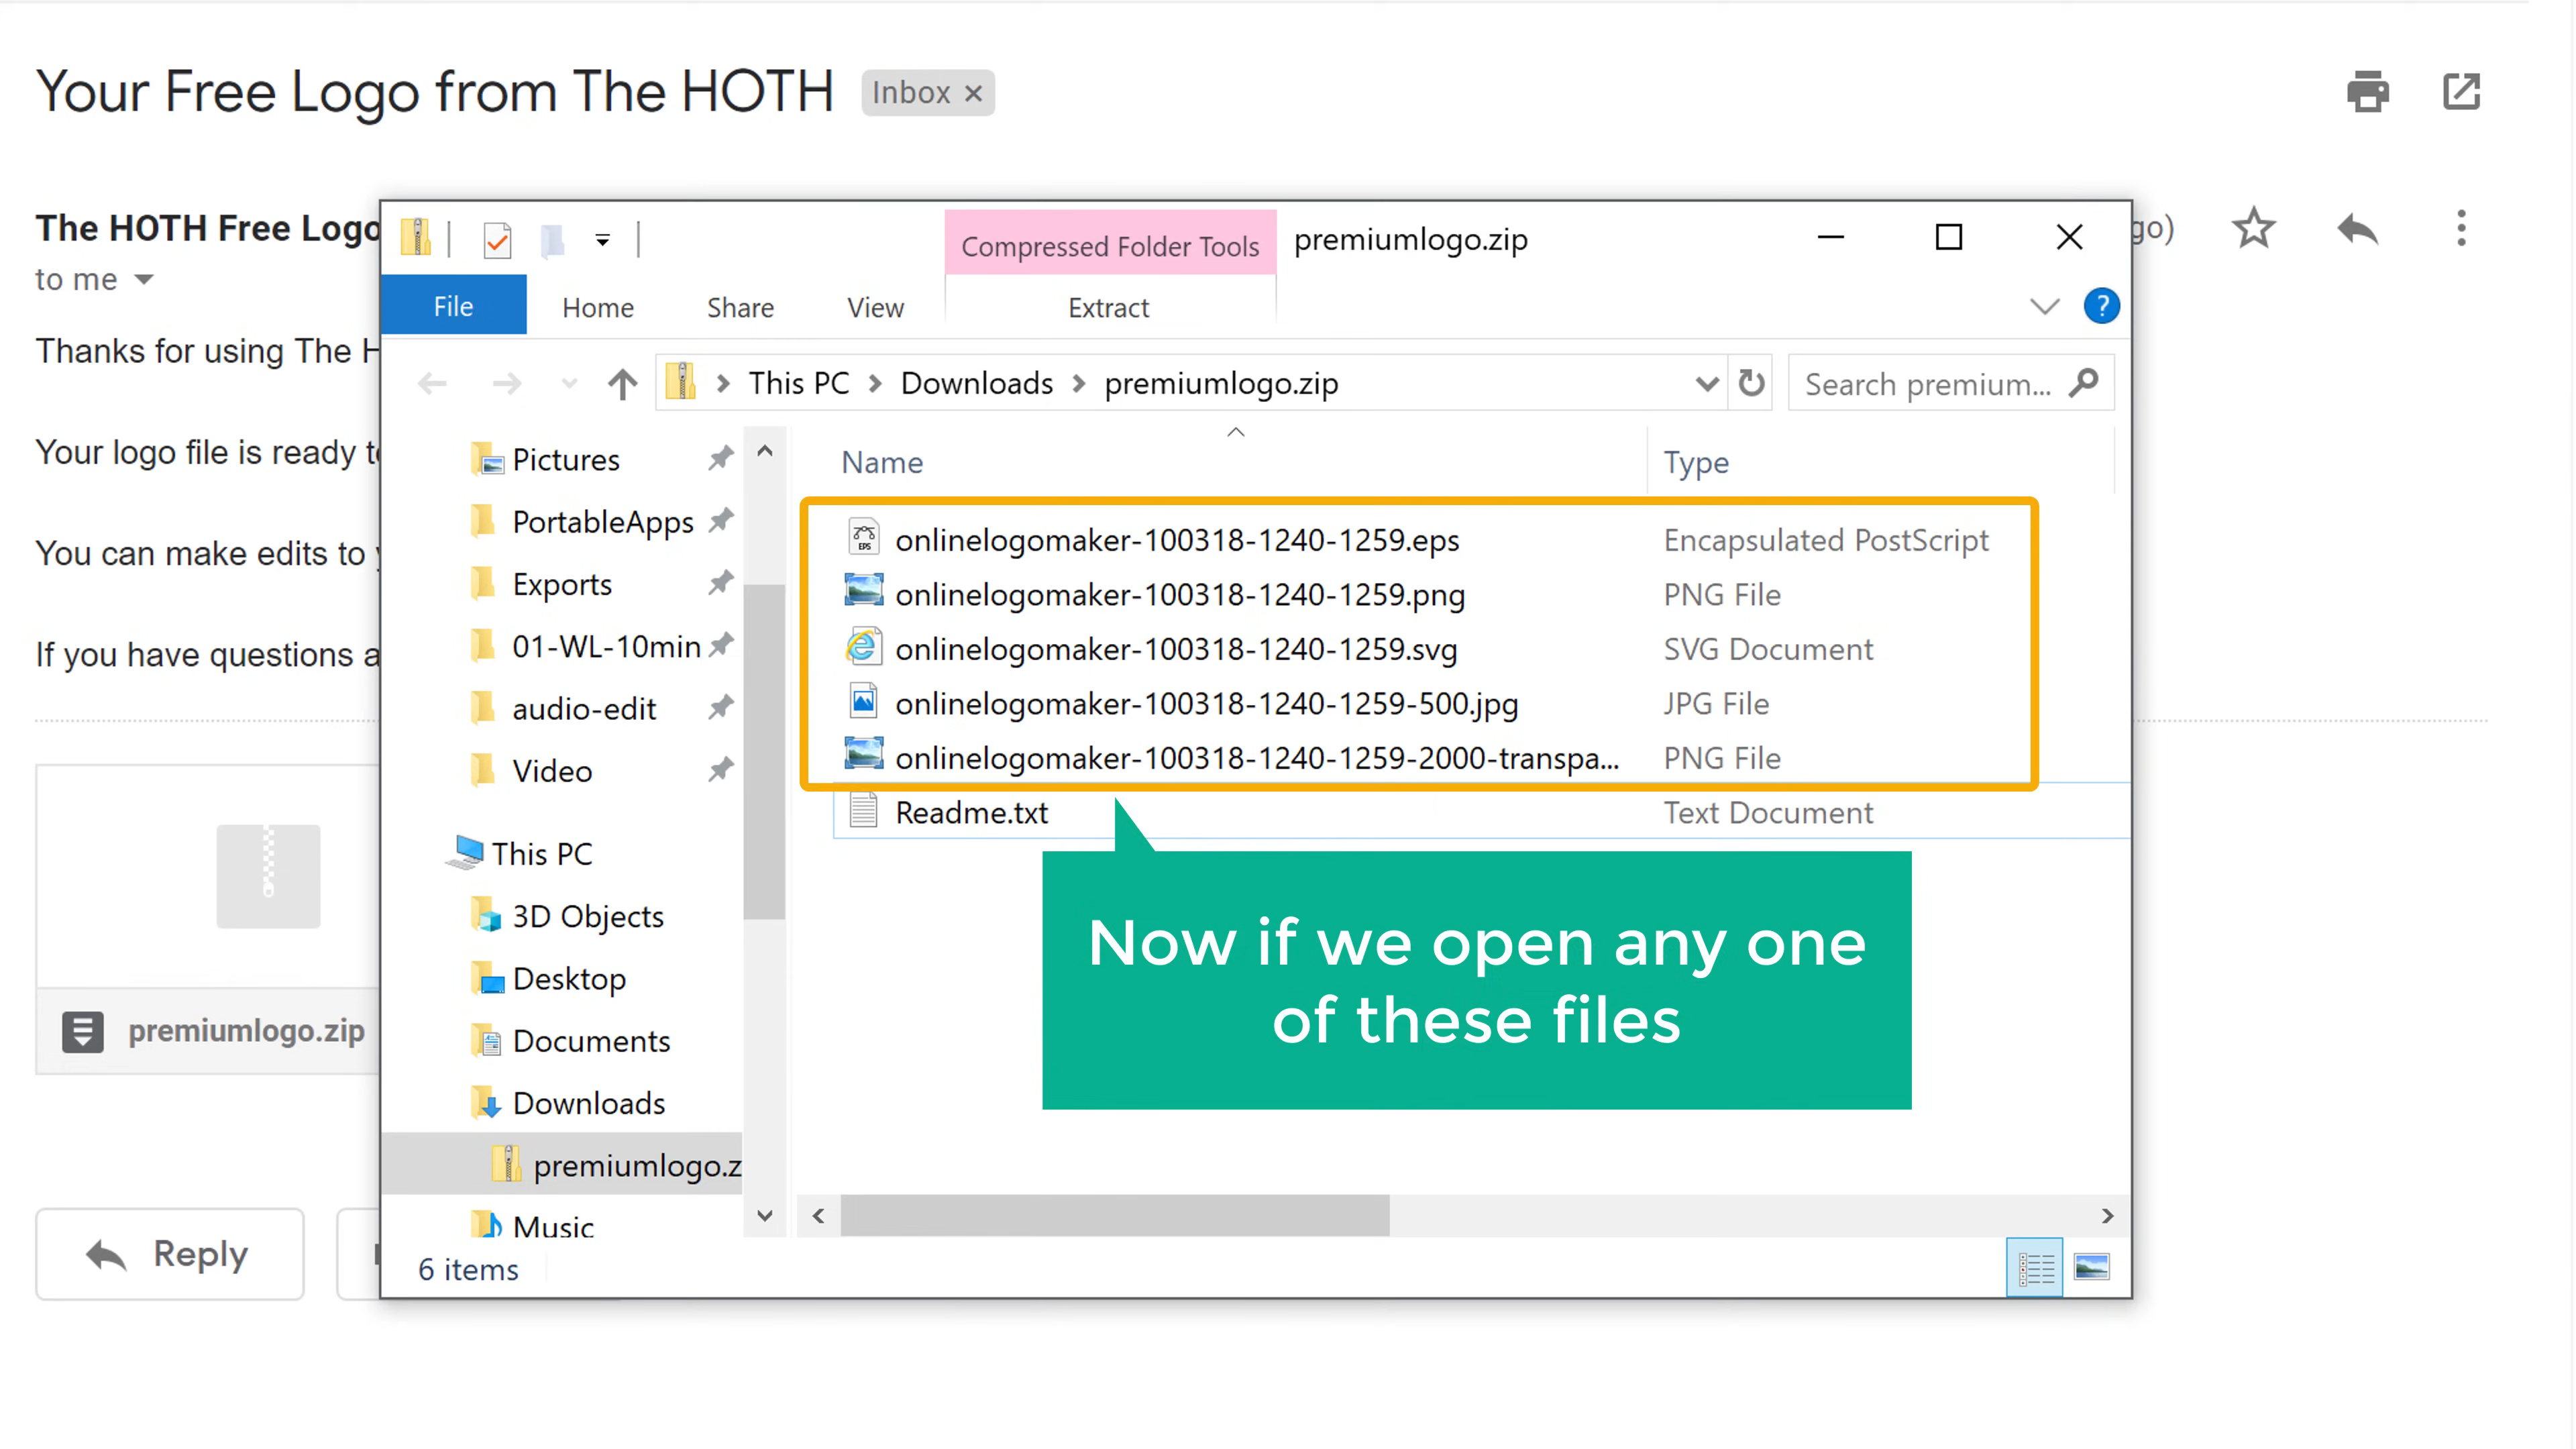 Your Free Logo from The HOTH
Inbox ×
The HOTH Free Logo
go)
to me
Thanks for using The H
Your logo file is ready t
You can make edits to
If you have questions a
premiumlogo.zip
Reply
Compressed Folder Tools
premiumlogo.zip
File
Home
Share
View
Extract
?
This PC
Downloads
premiumlogo.zip
Search premium...
Pictures
PortableApps
Exports
01-WL-10min
audio-edit
Video
This PC
3D Objects
Desktop
Documents
Downloads
premiumlogo.z
Music
Name
Type
EPS
onlinelogomaker-100318-1240-1259.eps
Encapsulated PostScript
onlinelogomaker-100318-1240-1259.png
PNG File
onlinelogomaker-100318-1240-1259.svg
SVG Document
onlinelogomaker-100318-1240-1259-500.jpg
JPG File
onlinelogomaker-100318-1240-1259-2000-transpa...
PNG File
Readme.txt
Text Document
Now if we open any one
of these files
6 items